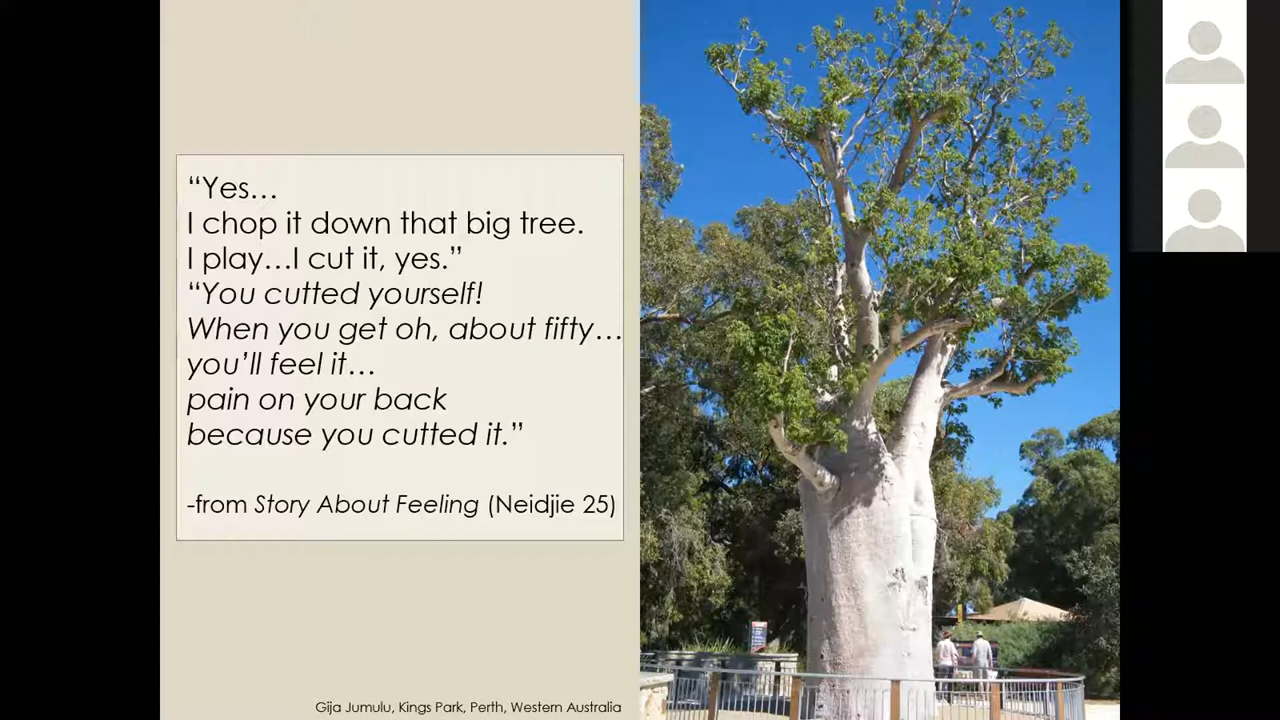 “Yes…
I chop it down that big tree.
I play…I cut it, yes.”
“You cutted yourself!
When you get oh, about fifty…
you’ll feel it…
pain on your back
because you cutted it.”
-from Story About Feeling (Neidjie 25)
Gija Jumulu, Kings Park, Perth, Western Australia